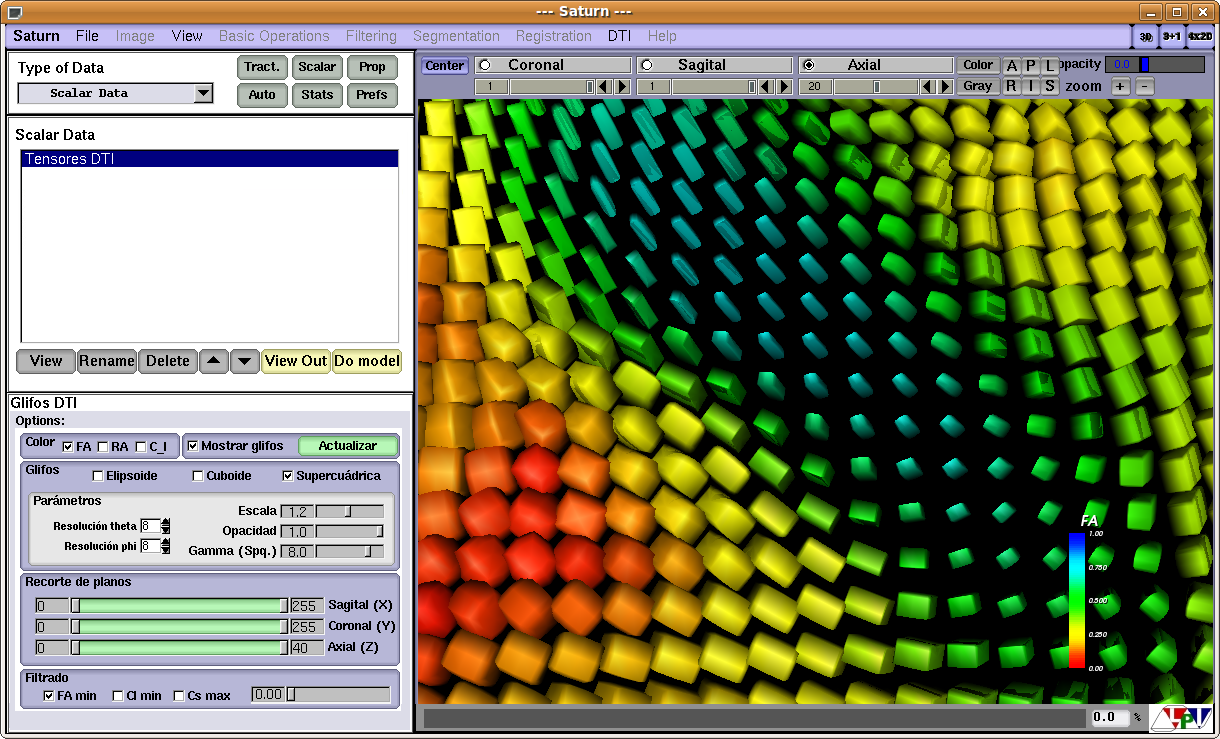 --- Saturn ---
Saturn File Image View Basic Operations Filtering Segmentation Registration DTI Help 3D 3+1 4x2D
Type of Data Tract. Scalar Prop
Scalar Data Auto Stats Prefs
Center Coronal Sagital Axial Color A P L opacity 0.0
1 1 20 Gray R I S zoom + -
Scalar Data
Tensores DTI
View Rename Delete View Out Do model
Glifos DTI
Options:
Color FA RA C_l Mostrar glifos Actualizar
Glifos
Elipsoide Cuboide Supercuádrica
Parámetros
Escala 1.2
Resolución theta 8
Opacidad 1.0
Resolución phi 8
Gamma (Spq.) 8.0
Recorte de planos
0 255 Sagital (X)
0 255 Coronal (Y)
0 40 Axial (Z)
Filtrado
FA min Cl min Cs max 0.00
FA
1.00
0.750
0.500
0.250
0.00
0.0 %
LPV